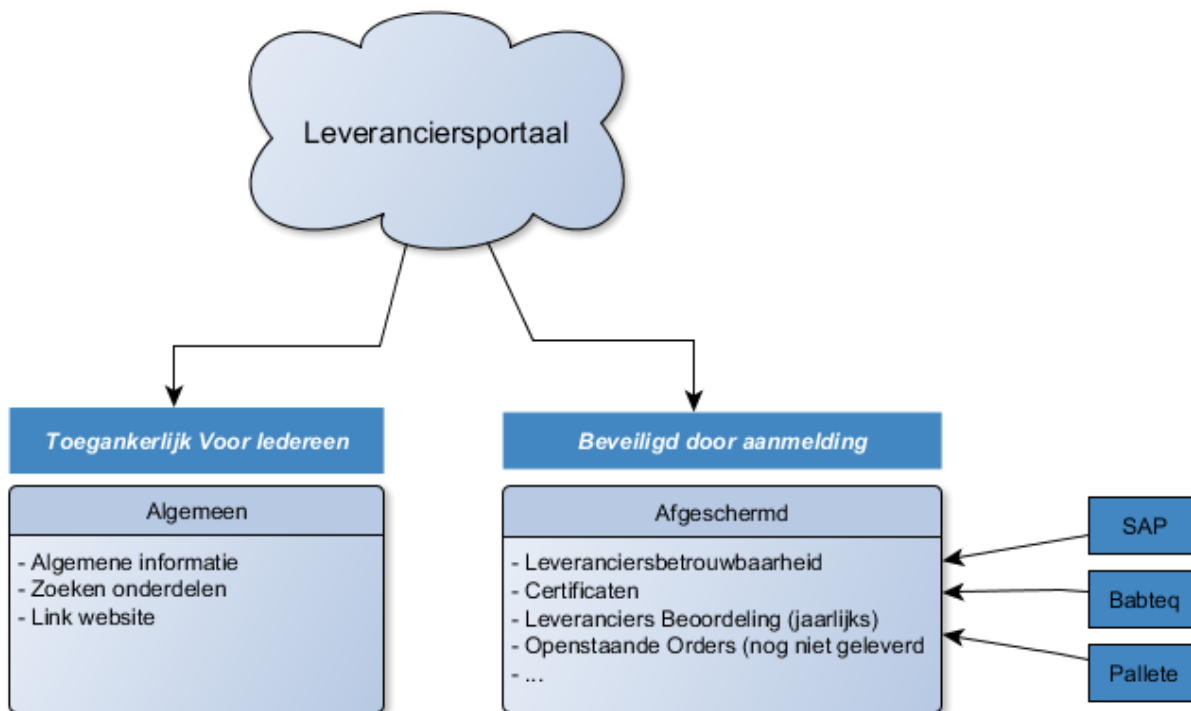 Leveranciersportaal
Toegankerlijk Voor Iedereen
Beveiligd door aanmelding
Algemeen
- Algemene informatie
- Zoeken onderdelen
- Link website
Afgeschermd
- Leveranciersbetrouwbaarheid
- Certificaten
- Leveranciers Beoordeling (jaarlijks)
- Openstaande Orders (nog niet geleverd
- ...
SAP
Babteq
Pallete